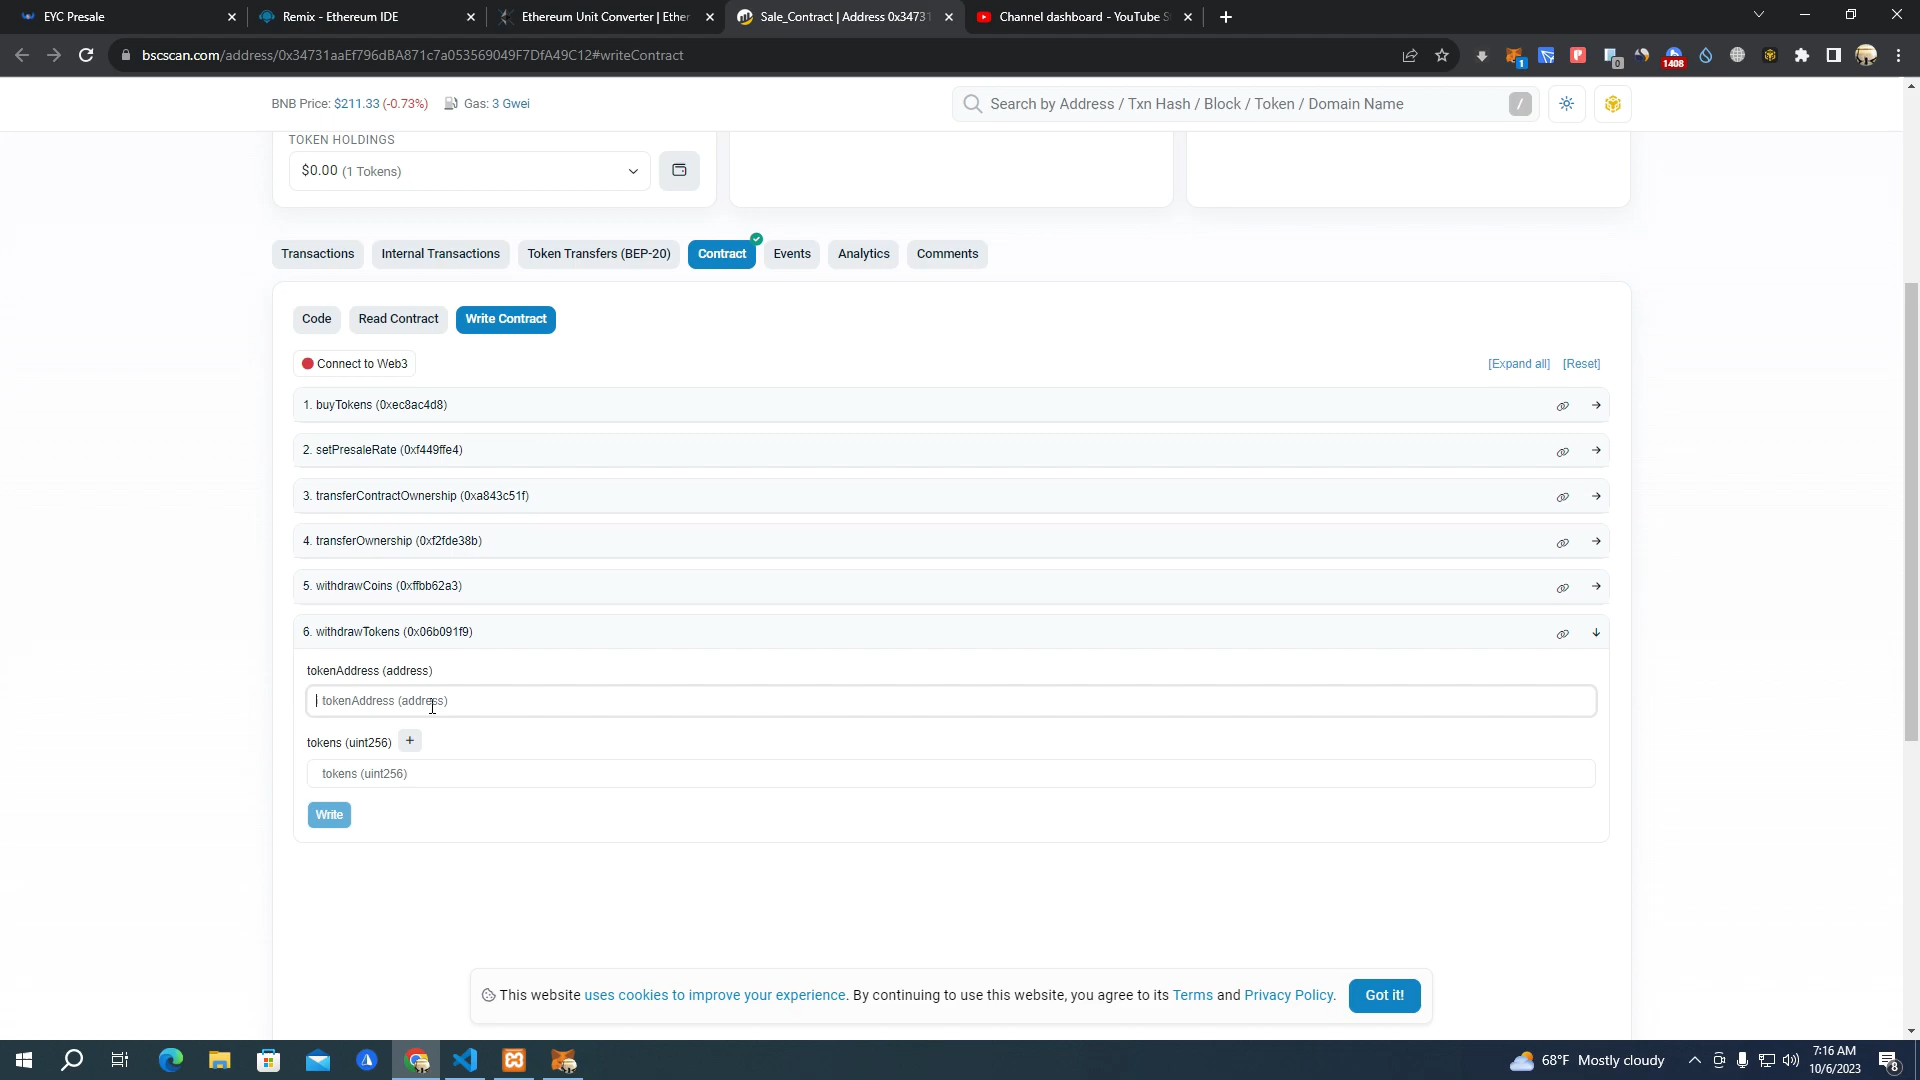 EYC Presale
Remix - Ethereum IDE
Ethereum Unit Converter | Ether
Sale_Contract | Address 0x34731
Channel dashboard - YouTube S
bscscan.com/address/0x34731aaEf796dBA871c7a053569049F7DfA49C12#writeContract
1
0
1408
BNB Price: $211.33 (-0.73%)
Gas: 3 Gwei
Search by Address / Txn Hash / Block / Token / Domain Name
/
TOKEN HOLDINGS
$0.00 (1 Tokens)
Transactions
Internal Transactions
Token Transfers (BEP-20)
Contract
Events
Analytics
Comments
Code
Read Contract
Write Contract
Connect to Web3
[Expand all]
[Reset]
1. buyTokens (0xec8ac4d8)
2. setPresaleRate (0xf449ffe4)
3. transferContractOwnership (0xa843c51f)
4. transferOwnership (0xf2fde38b)
5. withdrawCoins (0xffbb62a3)
6. withdrawTokens (0x06b091f9)
tokenAddress (address)
tokenAddress (address)
tokens (uint256)
+
tokens (uint256)
Write
This website uses cookies to improve your experience. By continuing to use this website, you agree to its Terms and Privacy Policy.
Got it!
68°F Mostly cloudy
7:16 AM
10/6/2023
8